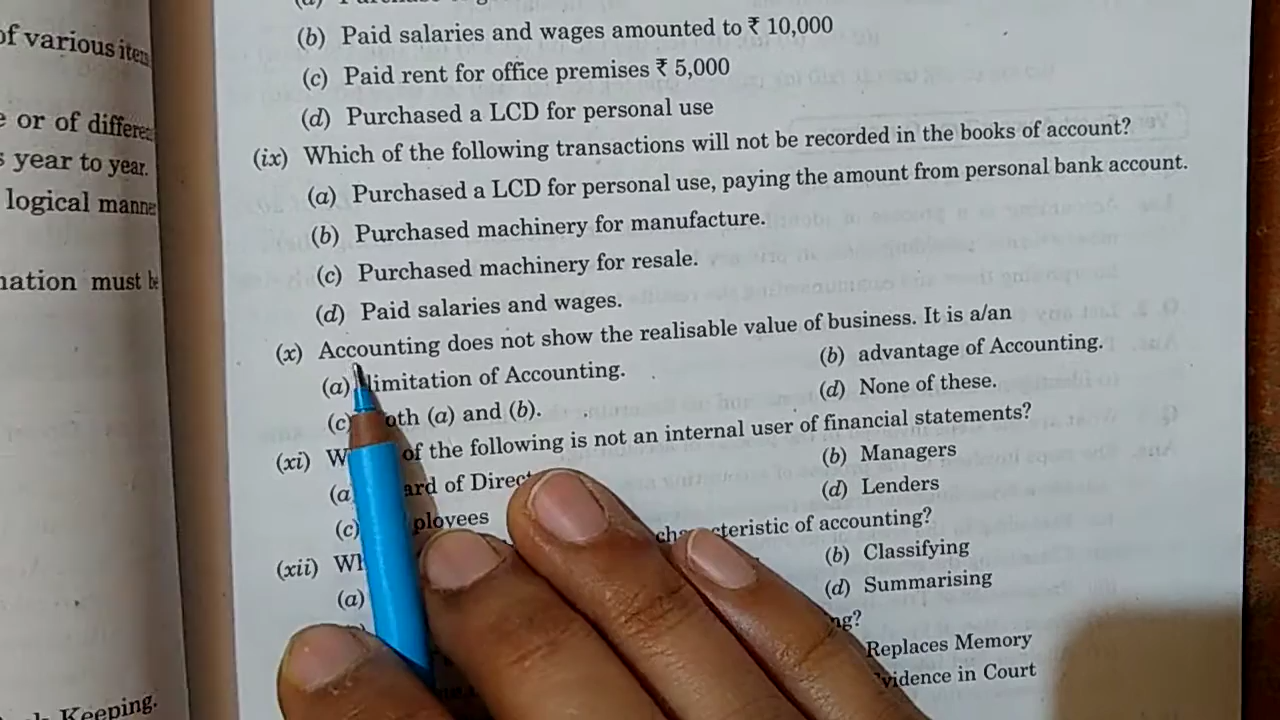 of various
e or of
s year to year.
logical
mation must be
Keeping.
(b) Paid salaries and wages amounted to ₹ 10,000
(c) Paid rent for office premises ₹ 5,000
(d) Purchased a LCD for personal use
(ix) Which of the following transactions will not be recorded in the books of account?
(a) Purchased a LCD for personal use, paying the amount from personal bank account.
(b) Purchased machinery for manufacture.
(c) Purchased machinery for resale.
(d) Paid salaries and wages.
(x) Accounting does not show the realisable value of business. It is a/an
(a) limitation of Accounting. (b) advantage of Accounting.
(c) oth (a) and (b). (d) None of these.
(xi) W of the following is not an internal user of financial statements?
(a ard of Direct (b) Managers
(c) ployees (d) Lenders
(xii) Wh characteristic of accounting?
(a) (b) Classifying
(d) Summarising
ng?
Replaces Memory
vidence in Court